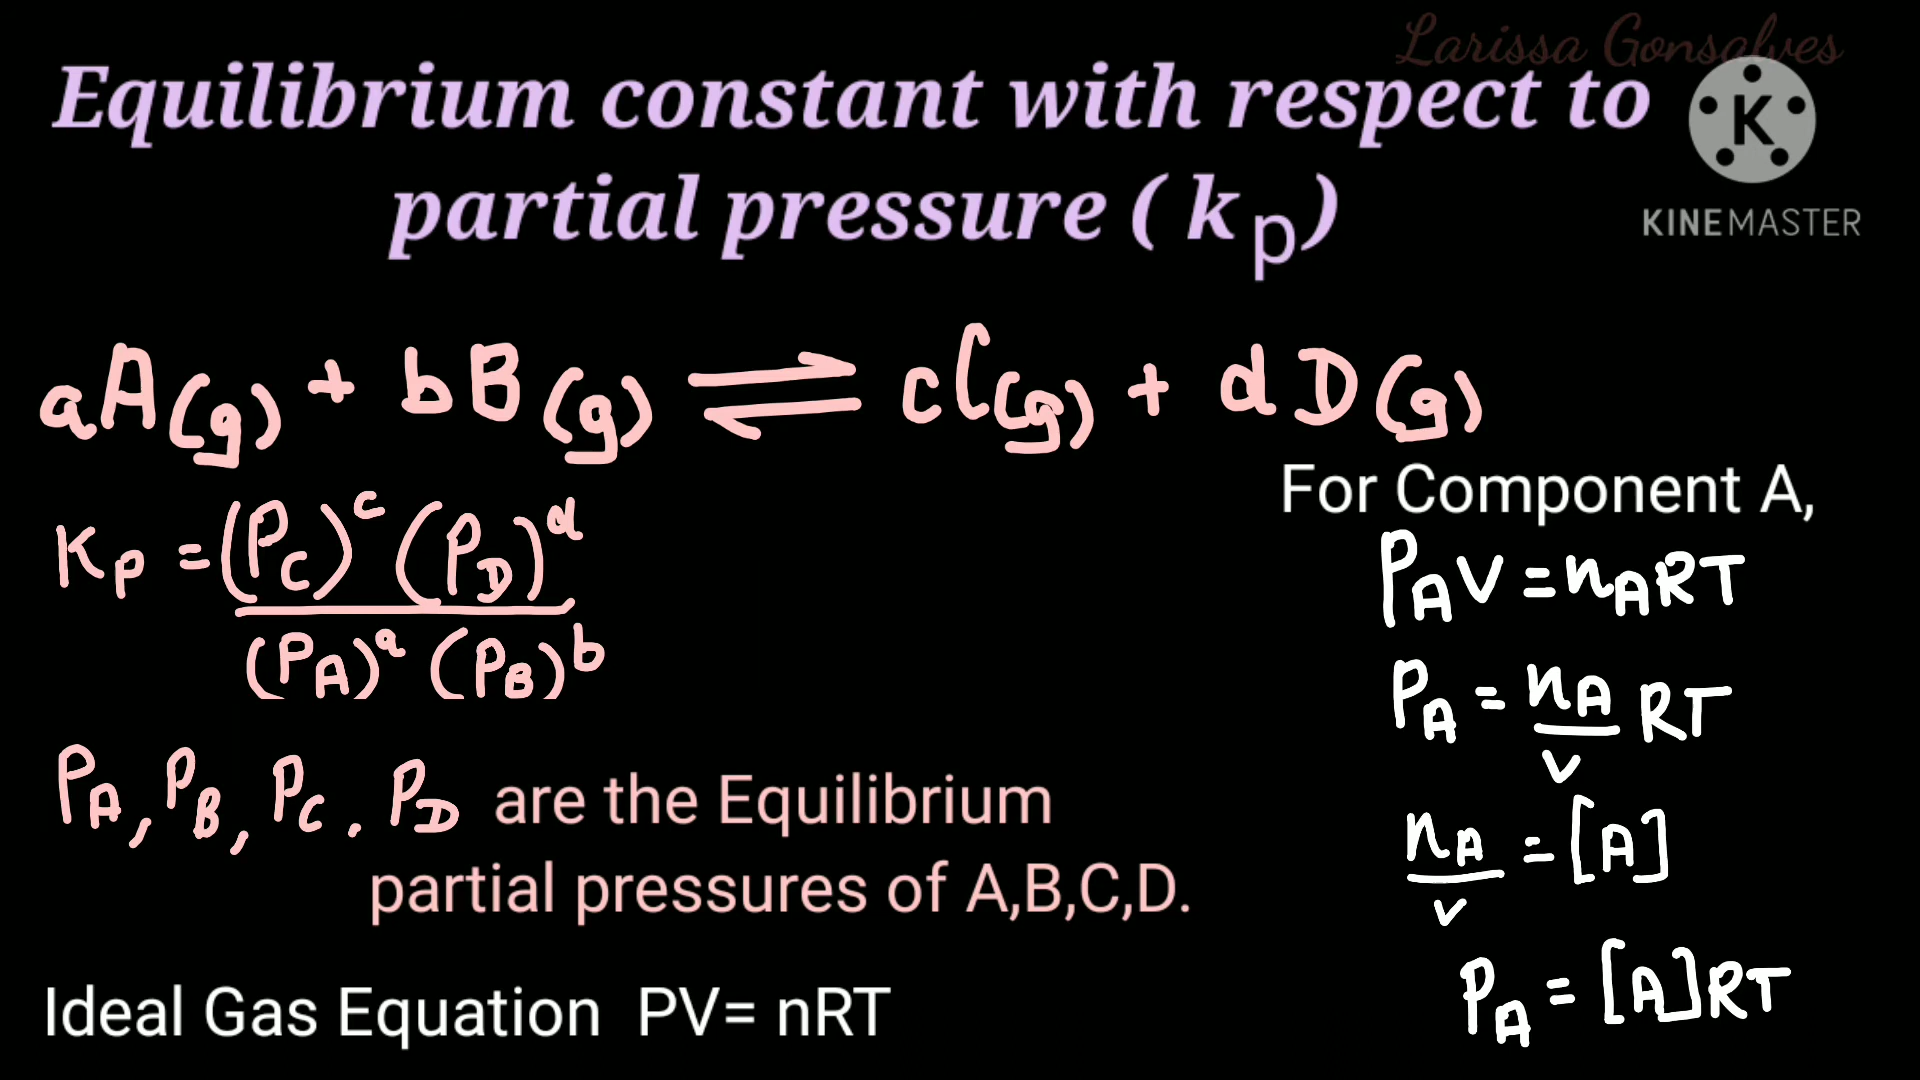 Larissa Gonsalves
Equilibrium constant with respect to
partial pressure ( k p)
K
KINEMASTER
aA(g) + bB(g) ⇌ cC(g) + dD(g)
Kp = (PC)^c (PD)^d
(PA)^a (PB)^b
PA, PB, PC, PD are the Equilibrium
partial pressures of A,B,C,D.
Ideal Gas Equation PV= nRT
For Component A,
PAV = nART
PA = nA RT
V
nA = [A]
V
PA = [A]RT